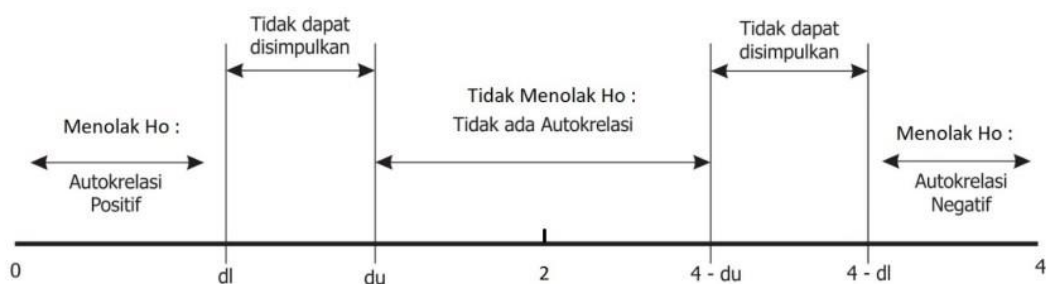 Tidak dapat
disimpulkan
Tidak dapat
disimpulkan
Tidak Menolak Ho :
Tidak ada Autokrelasi
Menolak Ho :
Autokrelasi
Positif
Menolak Ho :
Autokrelasi
Negatif
0 dl du 2 4 - du 4 - dl 4